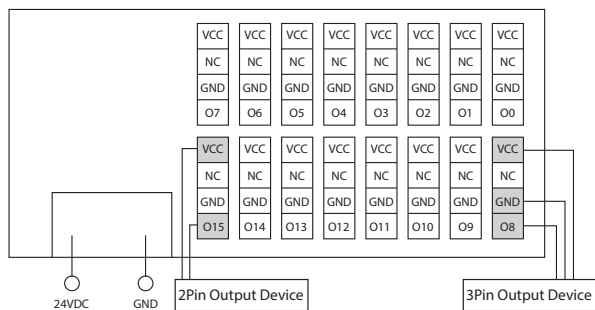 VCC VCC VCC VCC VCC VCC VCC VCC
NC NC NC NC NC NC NC NC
GND GND GND GND GND GND GND GND
O7 O6 O5 O4 O3 O2 O1 O0
VCC VCC VCC VCC VCC VCC VCC VCC
NC NC NC NC NC NC NC NC
GND GND GND GND GND GND GND GND
O15 O14 O13 O12 O11 O10 O9 O8
24VDC GND 2Pin Output Device 3Pin Output Device